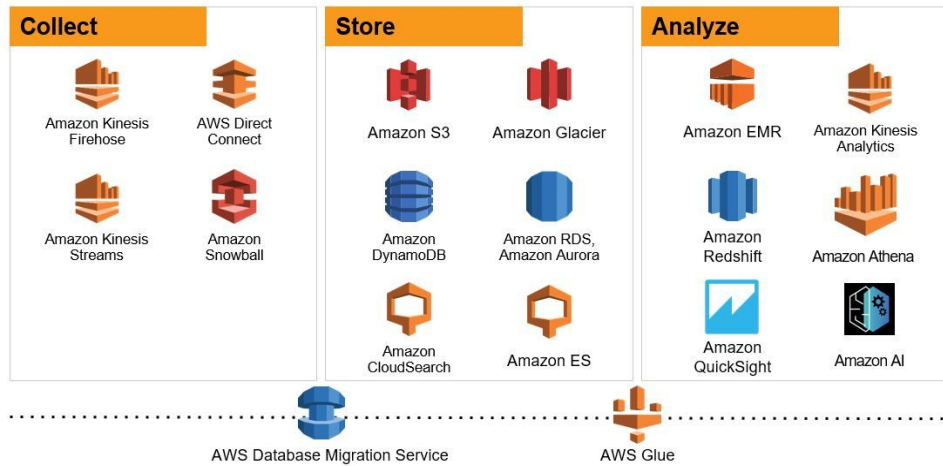 Collect
Amazon Kinesis
Firehose
AWS Direct
Connect
Amazon Kinesis
Streams
Amazon
Snowball
Store
Amazon S3
Amazon Glacier
Amazon
DynamoDB
Amazon RDS,
Amazon Aurora
Amazon
CloudSearch
Amazon ES
Analyze
Amazon EMR
Amazon Kinesis
Analytics
Amazon
Redshift
Amazon Athena
Amazon
QuickSight
Amazon AI
AWS Database Migration Service
AWS Glue